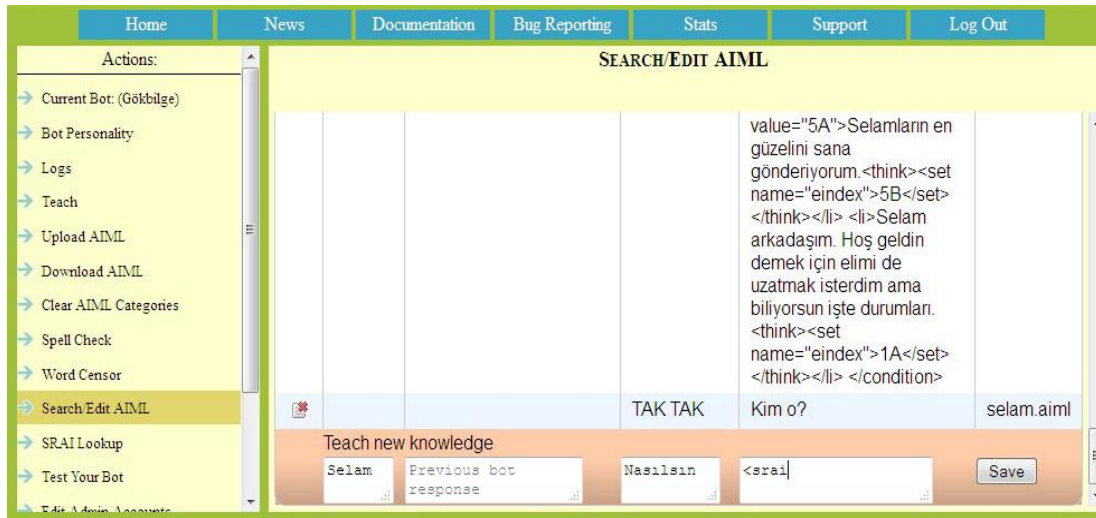 Home News Documentation Bug Reporting Stats Support Log Out
Actions:
Current Bot: (Gökbilge)
Bot Personality
Logs
Teach
Upload AIML
Download AIML
Clear AIML Categories
Spell Check
Word Censor
Search/Edit AIML
SRAI Lookup
Test Your Bot
Edit Admin Accounts
SEARCH/EDIT AIML
value="5A">Selamların en
güzelini sana
gönderiyorum.<think><set
name="eindex">5B</set>
</think></li> <li>Selam
arkadaşım. Hoş geldin
demek için elimi de
uzatmak isterdim ama
biliyorsun işte durumları.
<think><set
name="eindex">1A</set>
</think></li> </condition>
TAK TAK Kim o? selam.aiml
Teach new knowledge
Selam Previous bot Nasılsın <srai Save
response